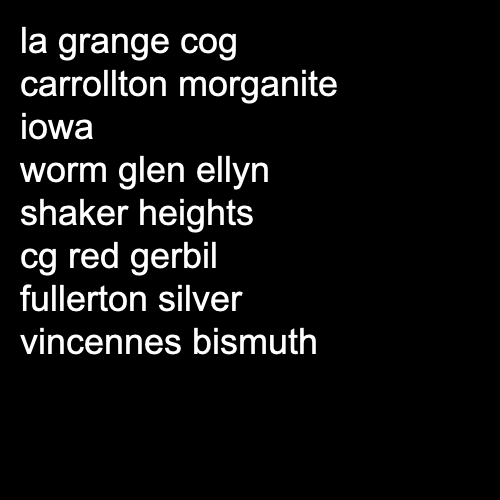 la grange cog
carrollton morganite
iowa
worm glen ellyn
shaker heights
cg red gerbil
fullerton silver
vincennes bismuth